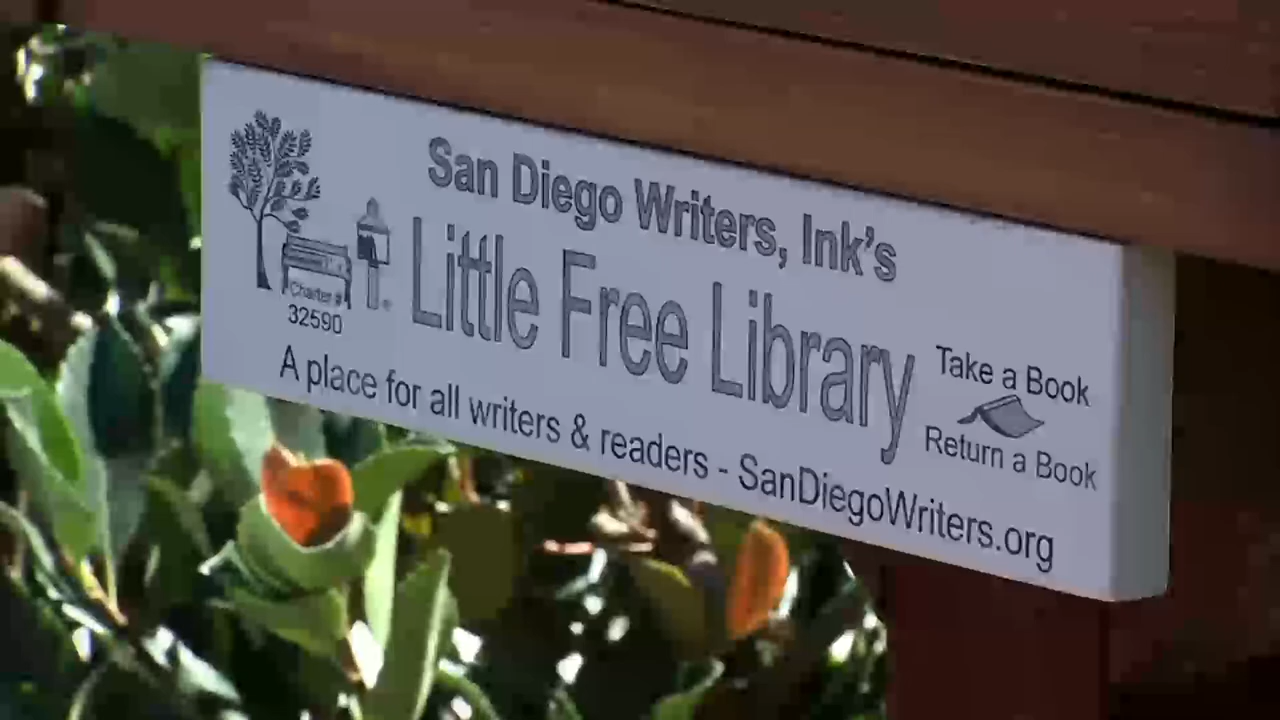 San Diego Writers, Ink's
Little Free Library
Charter #
32590
Take a Book
Return a Book
A place for all writers & readers - SanDiegoWriters.org